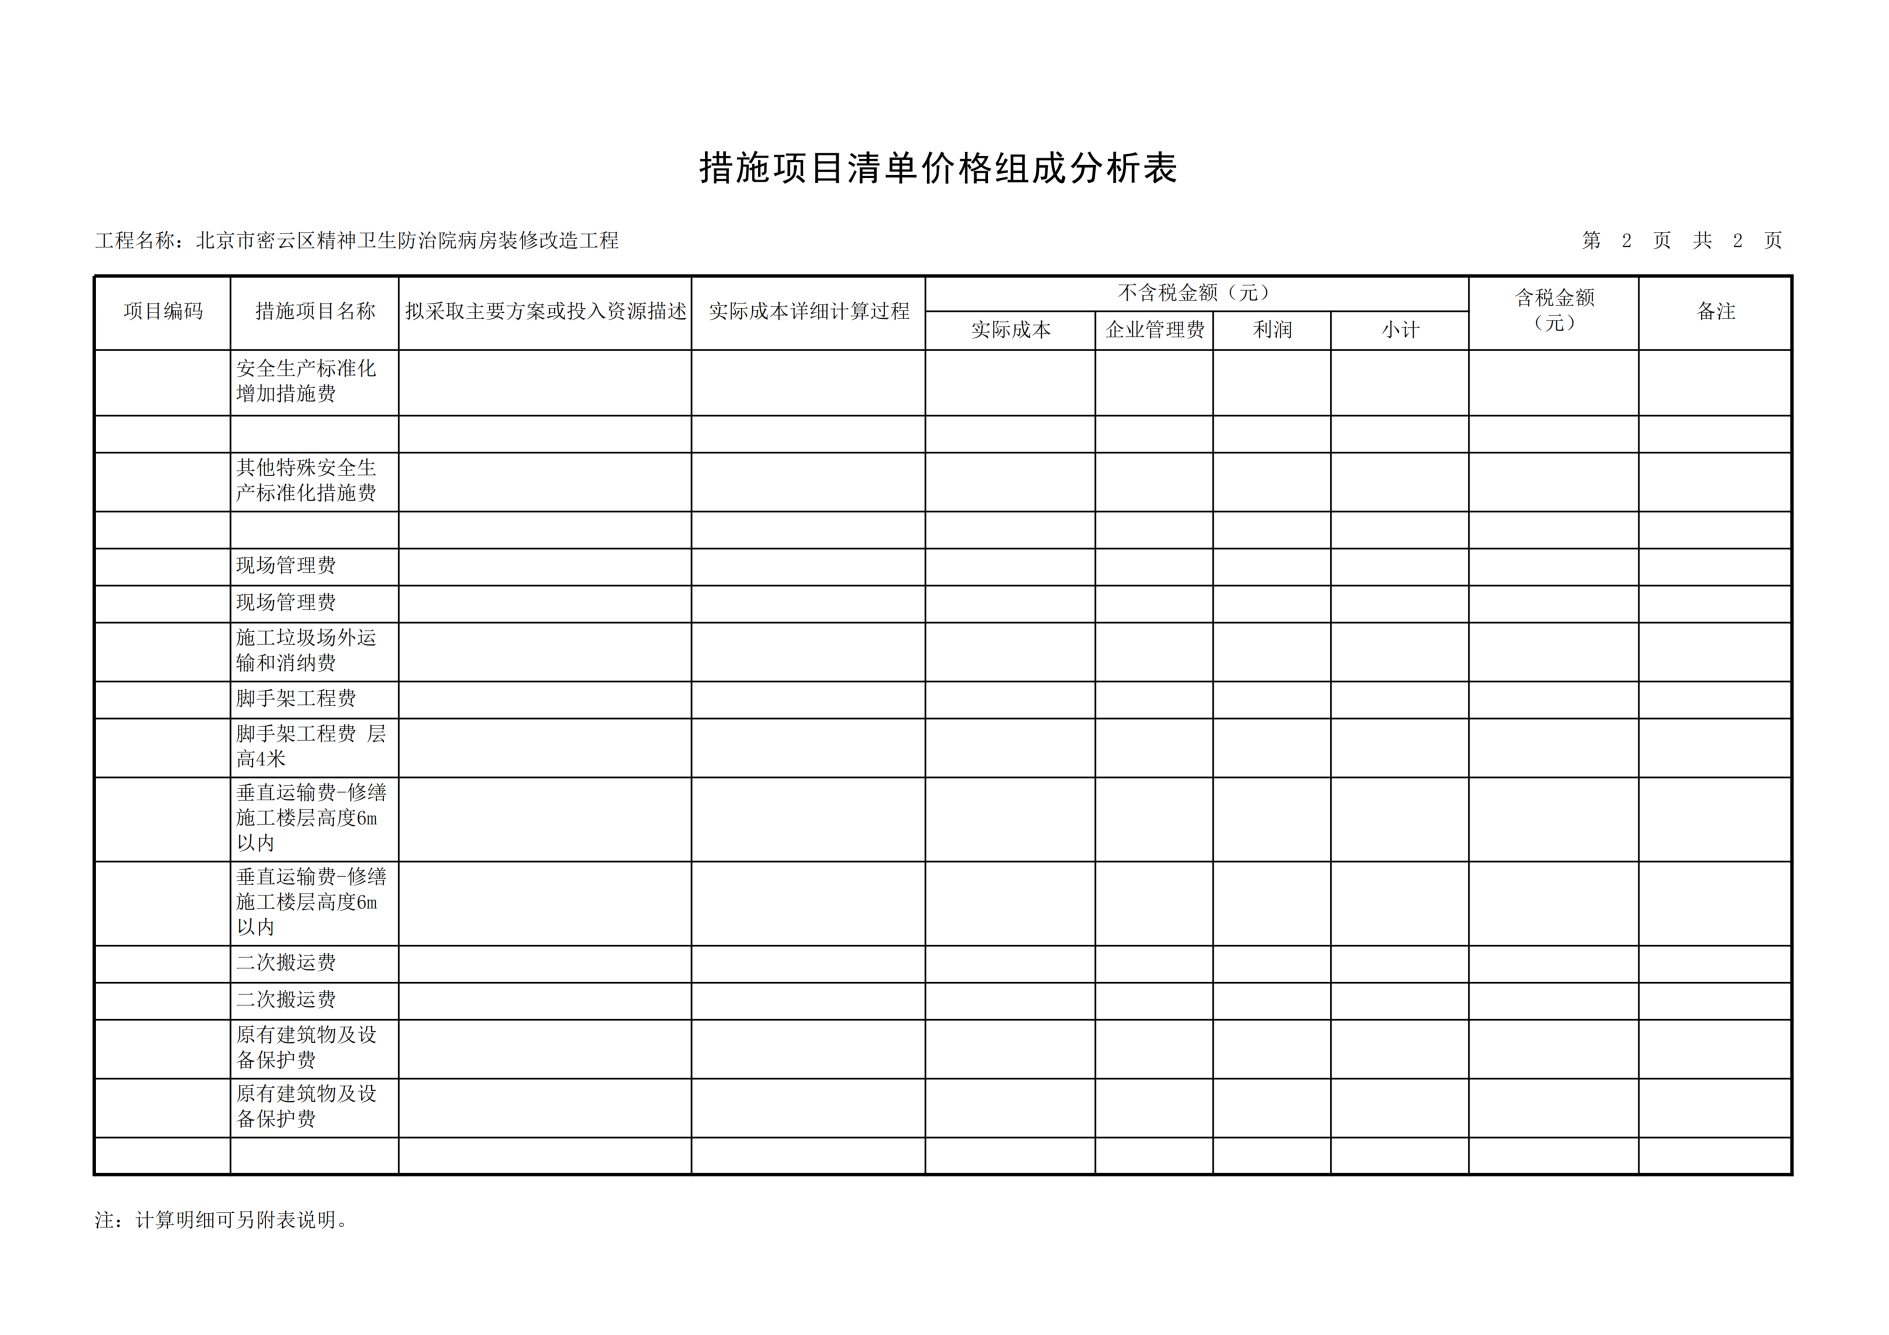 措施项目清单价格组成分析表
工程名称：北京市密云区精神卫生防治院病房装修改造工程
第 2 页 共 2 页
项目编码
措施项目名称
拟采取主要方案或投入资源描述
实际成本详细计算过程
不含税金额（元）
实际成本
企业管理费
利润
小计
含税金额
（元）
备注
安全生产标准化
增加措施费
其他特殊安全生
产标准化措施费
现场管理费
现场管理费
施工垃圾场外运
输和消纳费
脚手架工程费
脚手架工程费 层
高4米
垂直运输费-修缮
施工楼层高度6m
以内
垂直运输费-修缮
施工楼层高度6m
以内
二次搬运费
二次搬运费
原有建筑物及设
备保护费
原有建筑物及设
备保护费
注：计算明细可另附表说明。